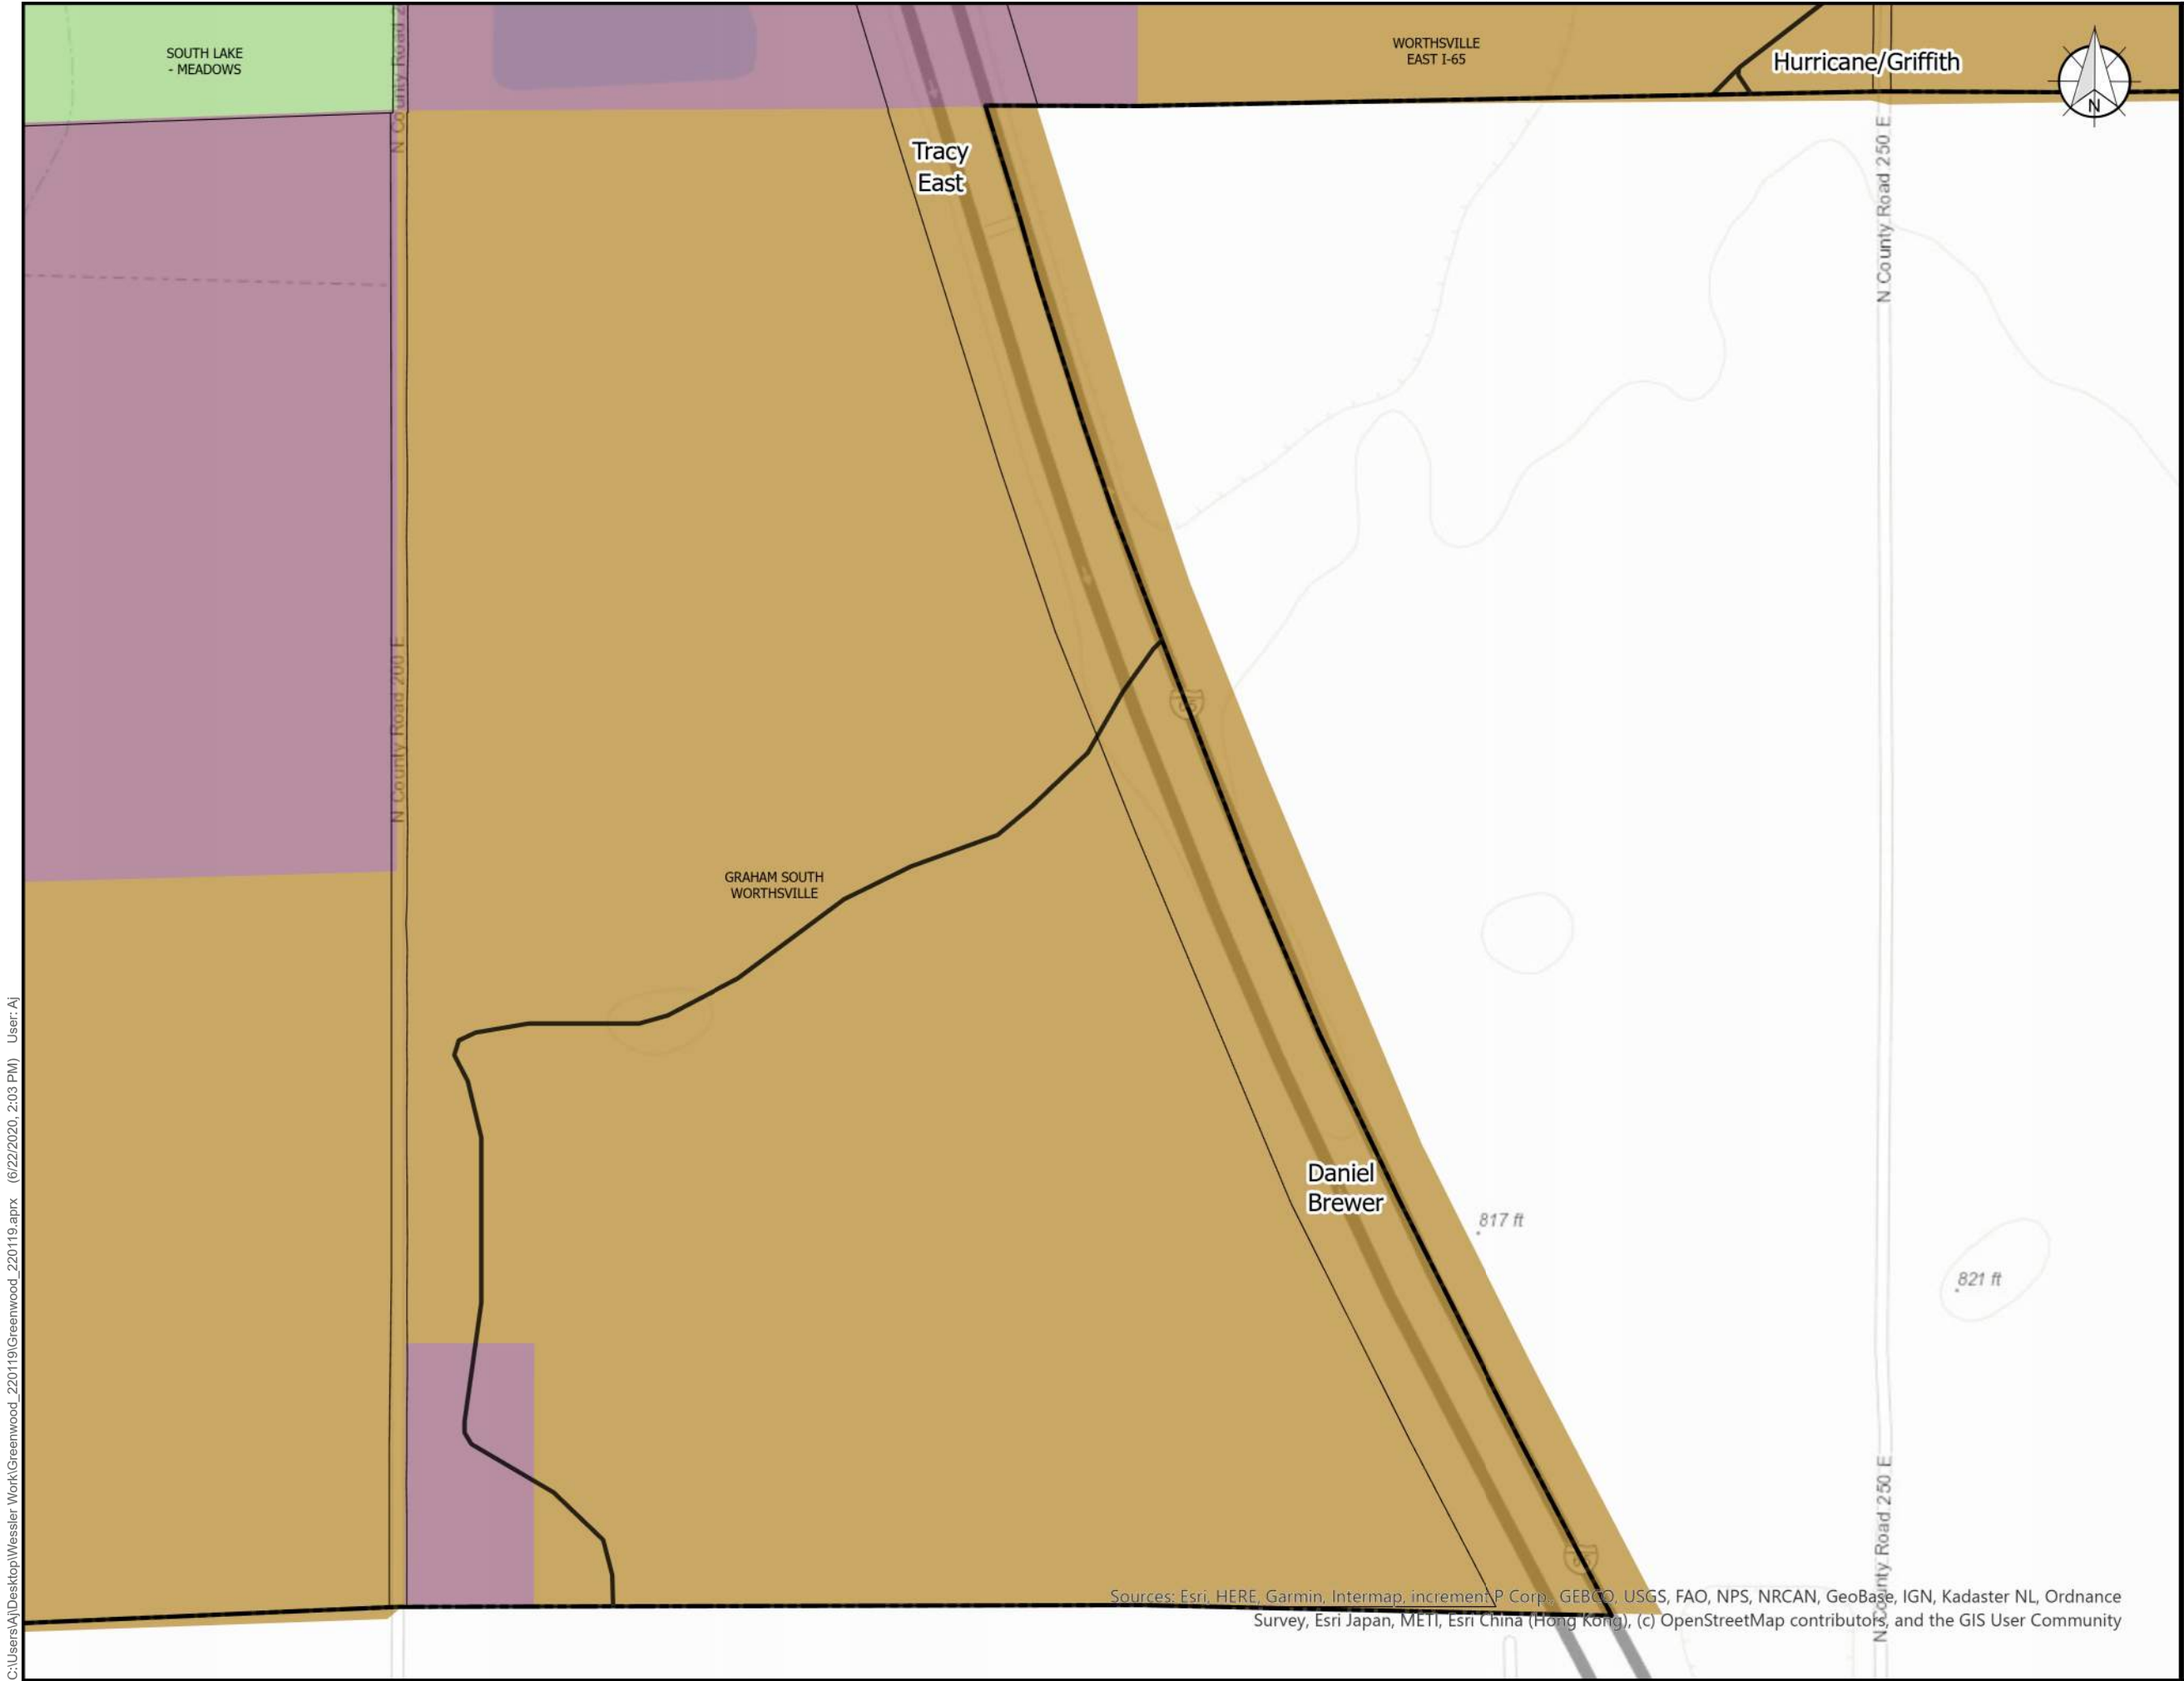 SOUTH LAKE
- MEADOWS
N County Road 2
WORTHSVILLE
EAST I-65
Hurricane/Griffith
N
Tracy
East
N County Road 250 E
N County Road 200 E
65
GRAHAM SOUTH
WORTHSVILLE
Daniel
Brewer
817 ft
821 ft
N County Road 250 E
Sources: Esri, HERE, Garmin, Intermap, increment P Corp., GEBCO, USGS, FAO, NPS, NRCAN, GeoBase, IGN, Kadaster NL, Ordnance
Survey, Esri Japan, METI, Esri China (Hong Kong), (c) OpenStreetMap contributors, and the GIS User Community
C:\Users\Aj\Desktop\Wessler Work\Greenwood_220119\Greenwood_220119.aprx (6/22/2020, 2:03 PM) User: Aj